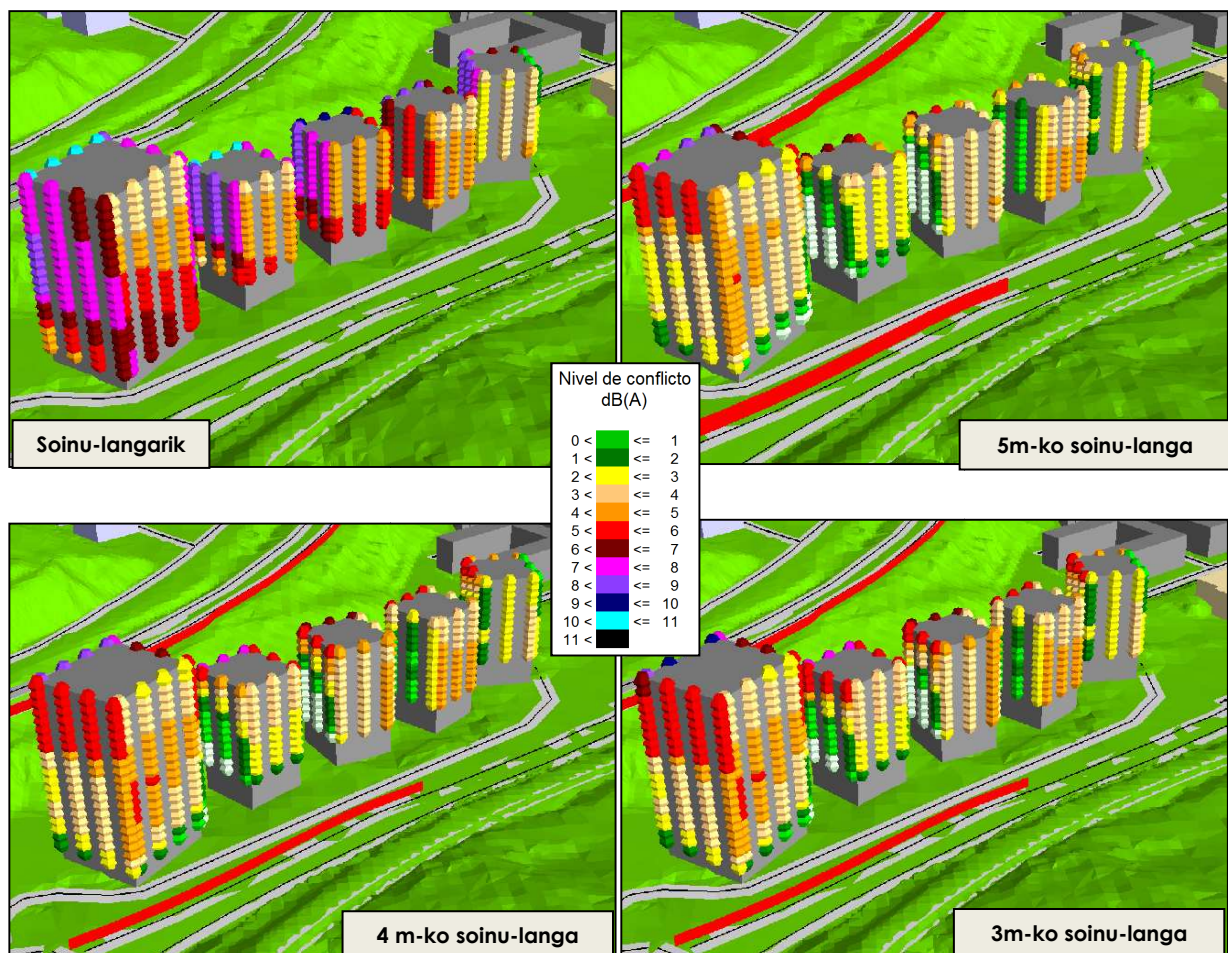 Soinu-langarik
5m-ko soinu-langa
Nivel de conflicto
dB(A)
0 < <= 1
1 < <= 2
2 < <= 3
3 < <= 4
4 < <= 5
5 < <= 6
6 < <= 7
7 < <= 8
8 < <= 9
9 < <= 10
10 < <= 11
11 <
4 m-ko soinu-langa
3m-ko soinu-langa